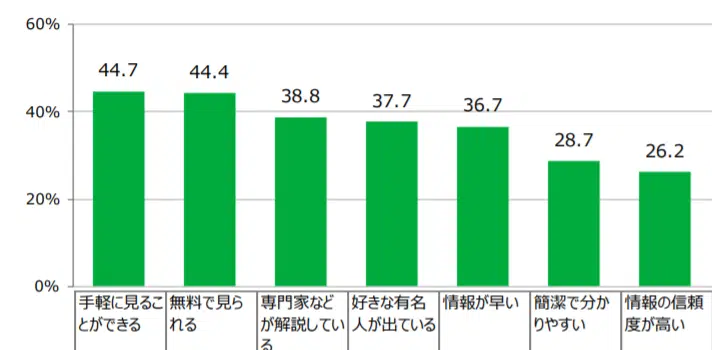 60%
40%
20%
0%
44.7
44.4
38.8
37.7
36.7
28.7
26.2
手軽に見るこ
とができる
無料で見ら
れる
専門家など
が解説してい
る
好きな有名
人が出ている
情報が早い
簡潔で分か
りやすい
情報の信頼
度が高い